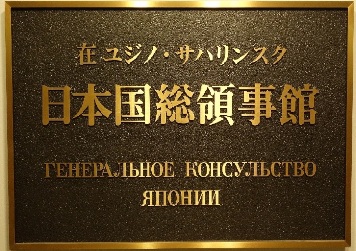 在ユジノ・サハリンスク
日本国総領事館
ГЕНЕРАЛЬНОЕ КОНСУЛЬСТВО
ЯПОНИИ